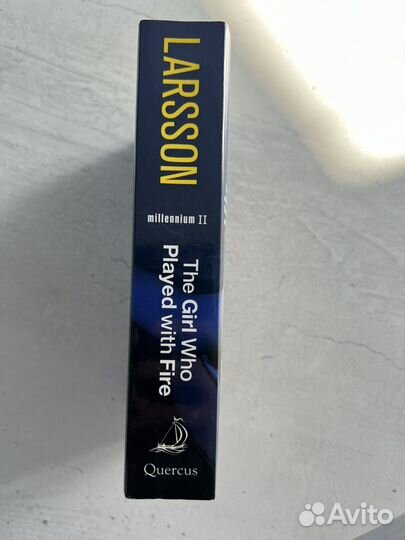 LARSSON
millennium II
The Girl Who
Played with Fire
Quercus
Avito